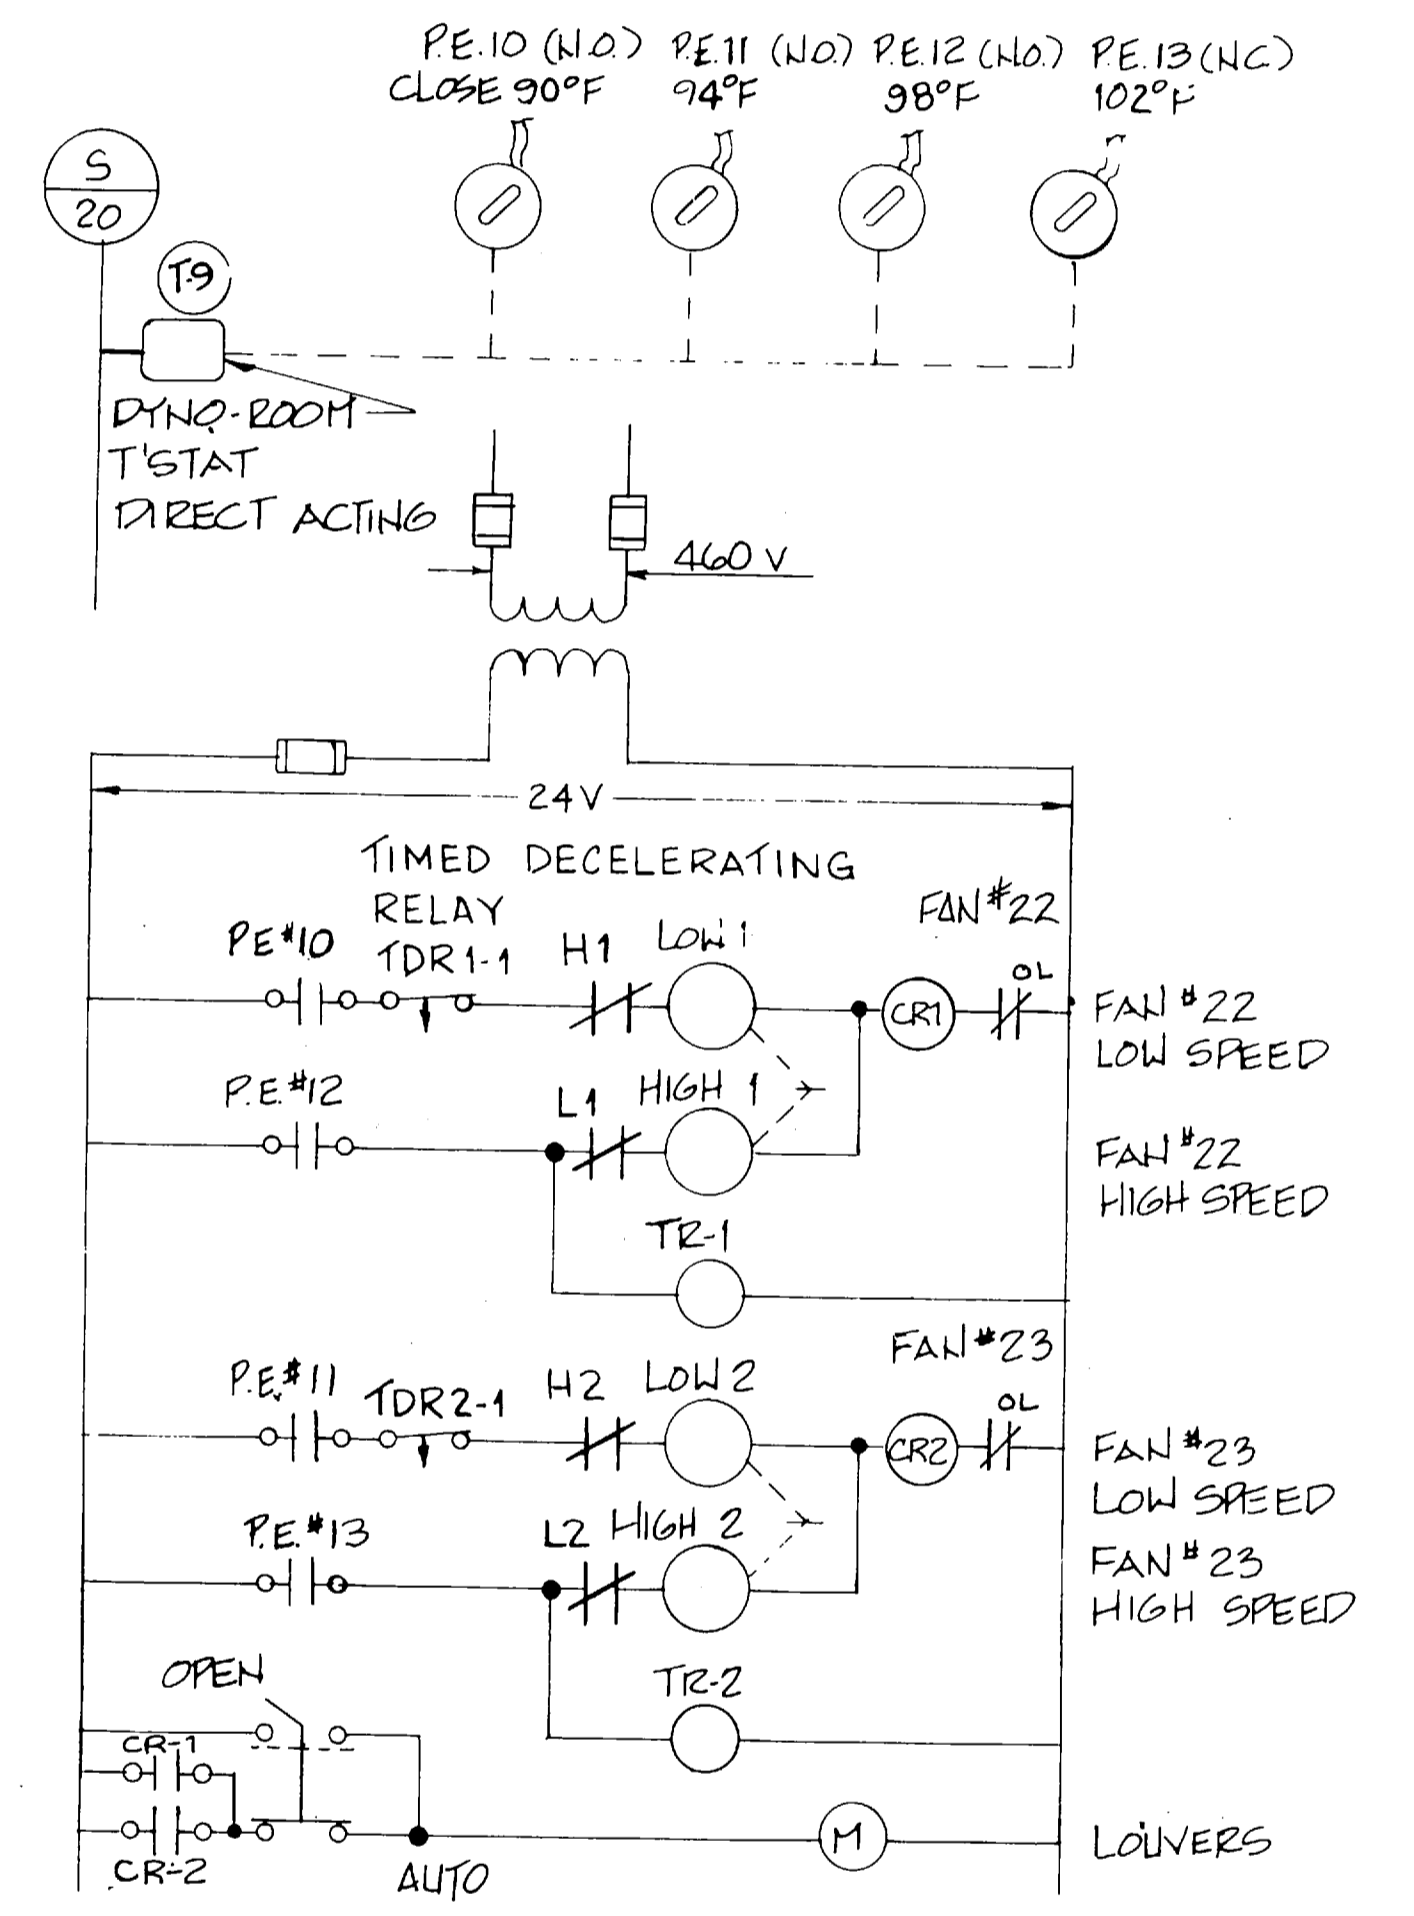 P.E.10 (N.O.) P.E.11 (N.O.) P.E.12 (N.O.) P.E.13 (N.C.)
CLOSE 90°F 94°F 98°F 102°F
S
20
T-9
DYNO-ROOM
T'STAT
DIRECT ACTING
460 V
24V
TIMED DECELERATING
RELAY
FAN #22
PE #10
TDR1-1
H1
LOW 1
CR1
OL
FAN #22
LOW SPEED
P.E. #12
L1
HIGH 1
FAN #22
HIGH SPEED
TR-1
FAN #23
P.E. #11
TDR2-1
H2
LOW 2
CR2
OL
FAN #23
LOW SPEED
P.E. #13
L2
HIGH 2
FAN #23
HIGH SPEED
OPEN
TR-2
CR-1
CR-2
AUTO
M
LOUVERS